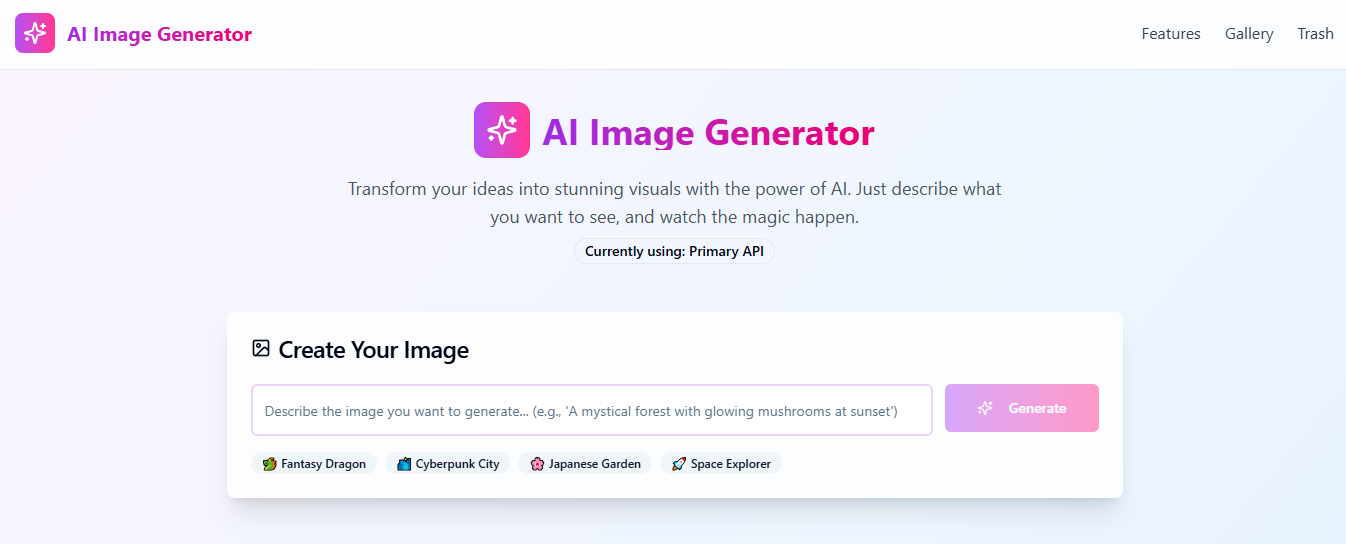 AI Image Generator
Features
Gallery
Trash
AI Image Generator
Transform your ideas into stunning visuals with the power of AI. Just describe what
you want to see, and watch the magic happen.
Currently using: Primary API
Create Your Image
Describe the image you want to generate... (e.g., 'A mystical forest with glowing mushrooms at sunset')
Generate
🐉 Fantasy Dragon
🌃 Cyberpunk City
🌸 Japanese Garden
🚀 Space Explorer